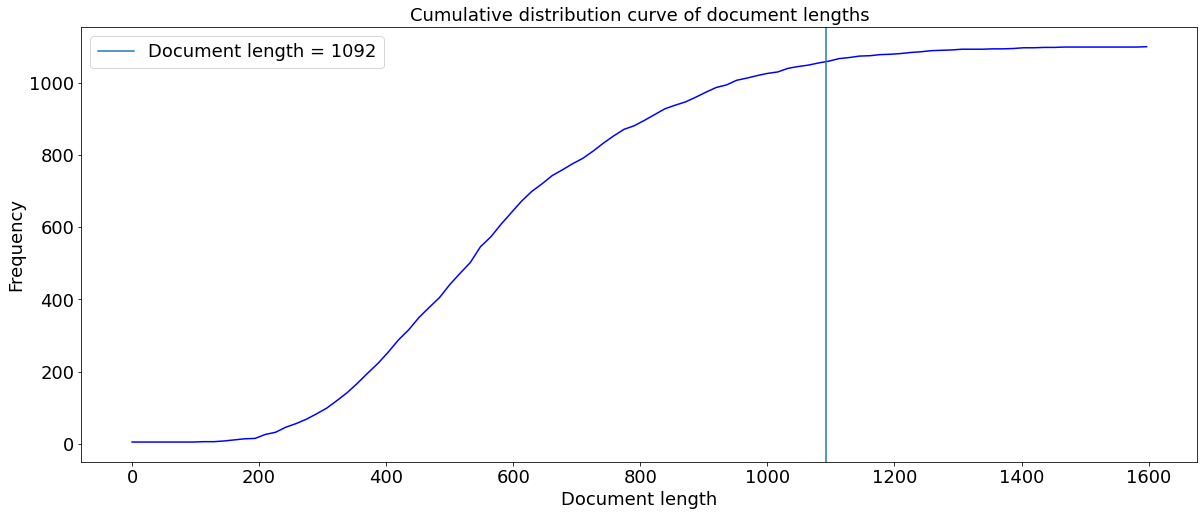 Cumulative distribution curve of document lengths
Document length = 1092
Frequency
1000
800
600
400
200
0
0 200 400 600 800 1000 1200 1400 1600
Document length